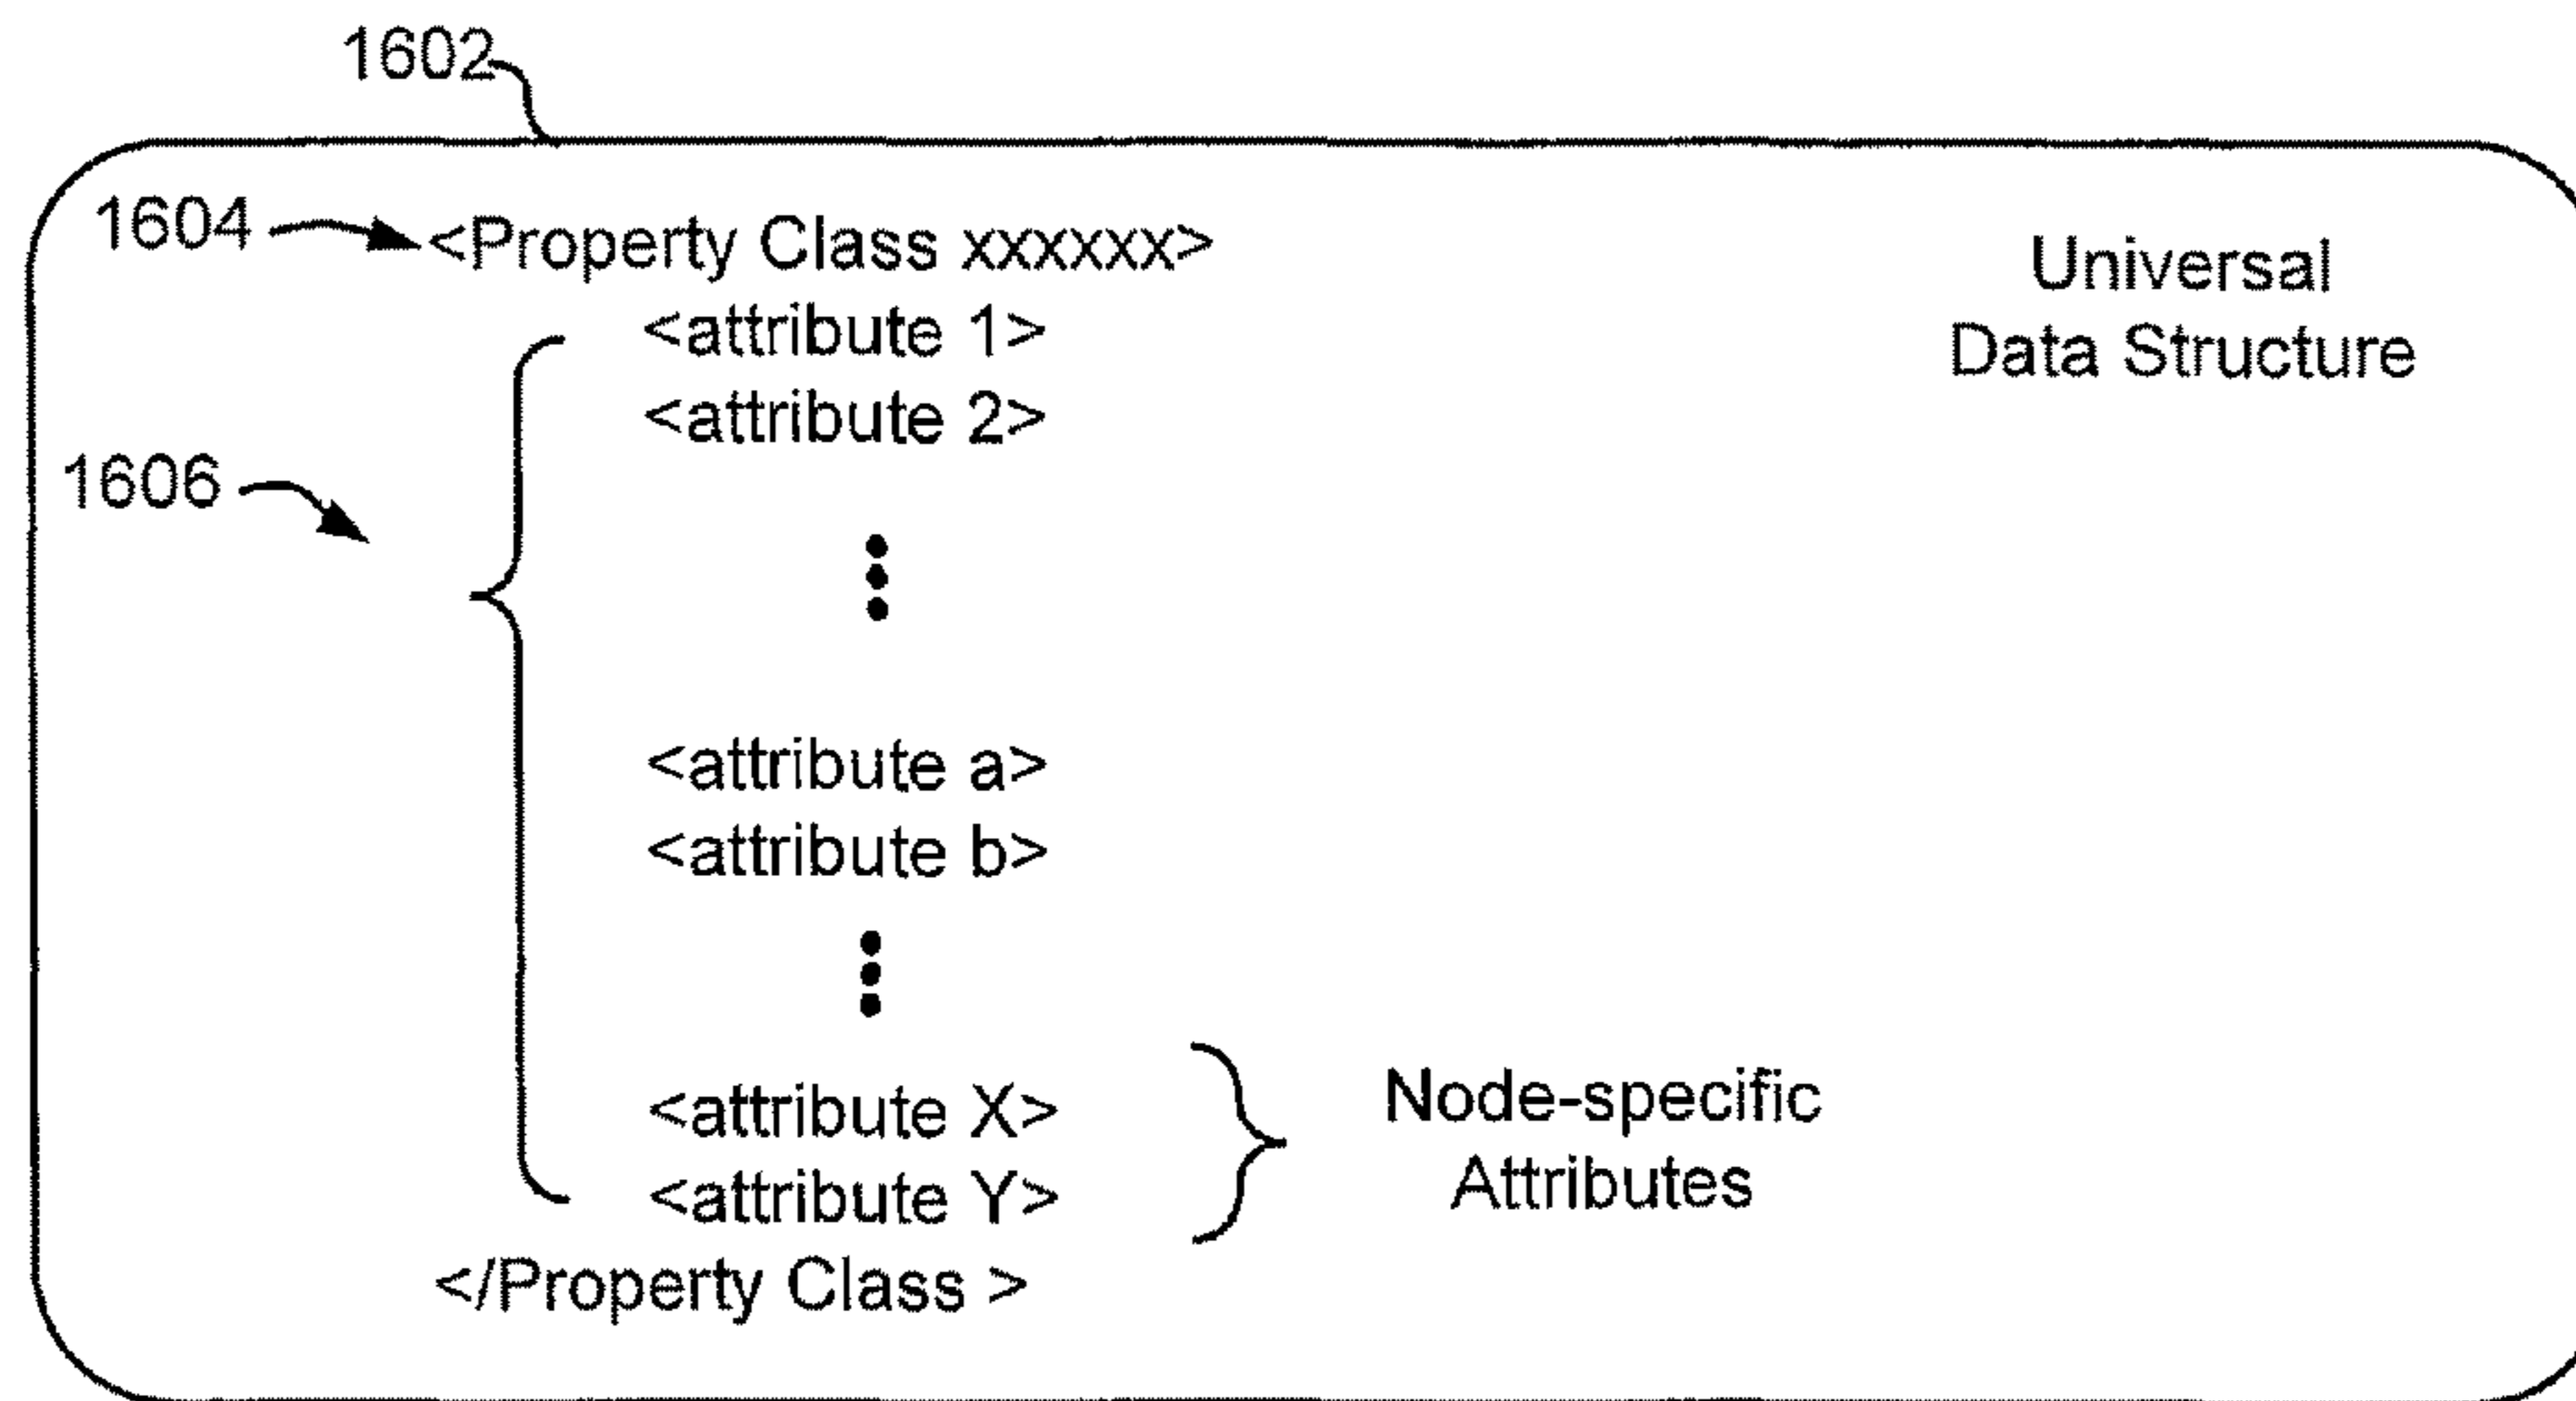 1602
1604
<Property Class xxxxxx>
Universal
Data Structure
<attribute 1>
<attribute 2>
1606
<attribute a>
<attribute b>
<attribute X>
<attribute Y>
Node-specific
Attributes
</Property Class >